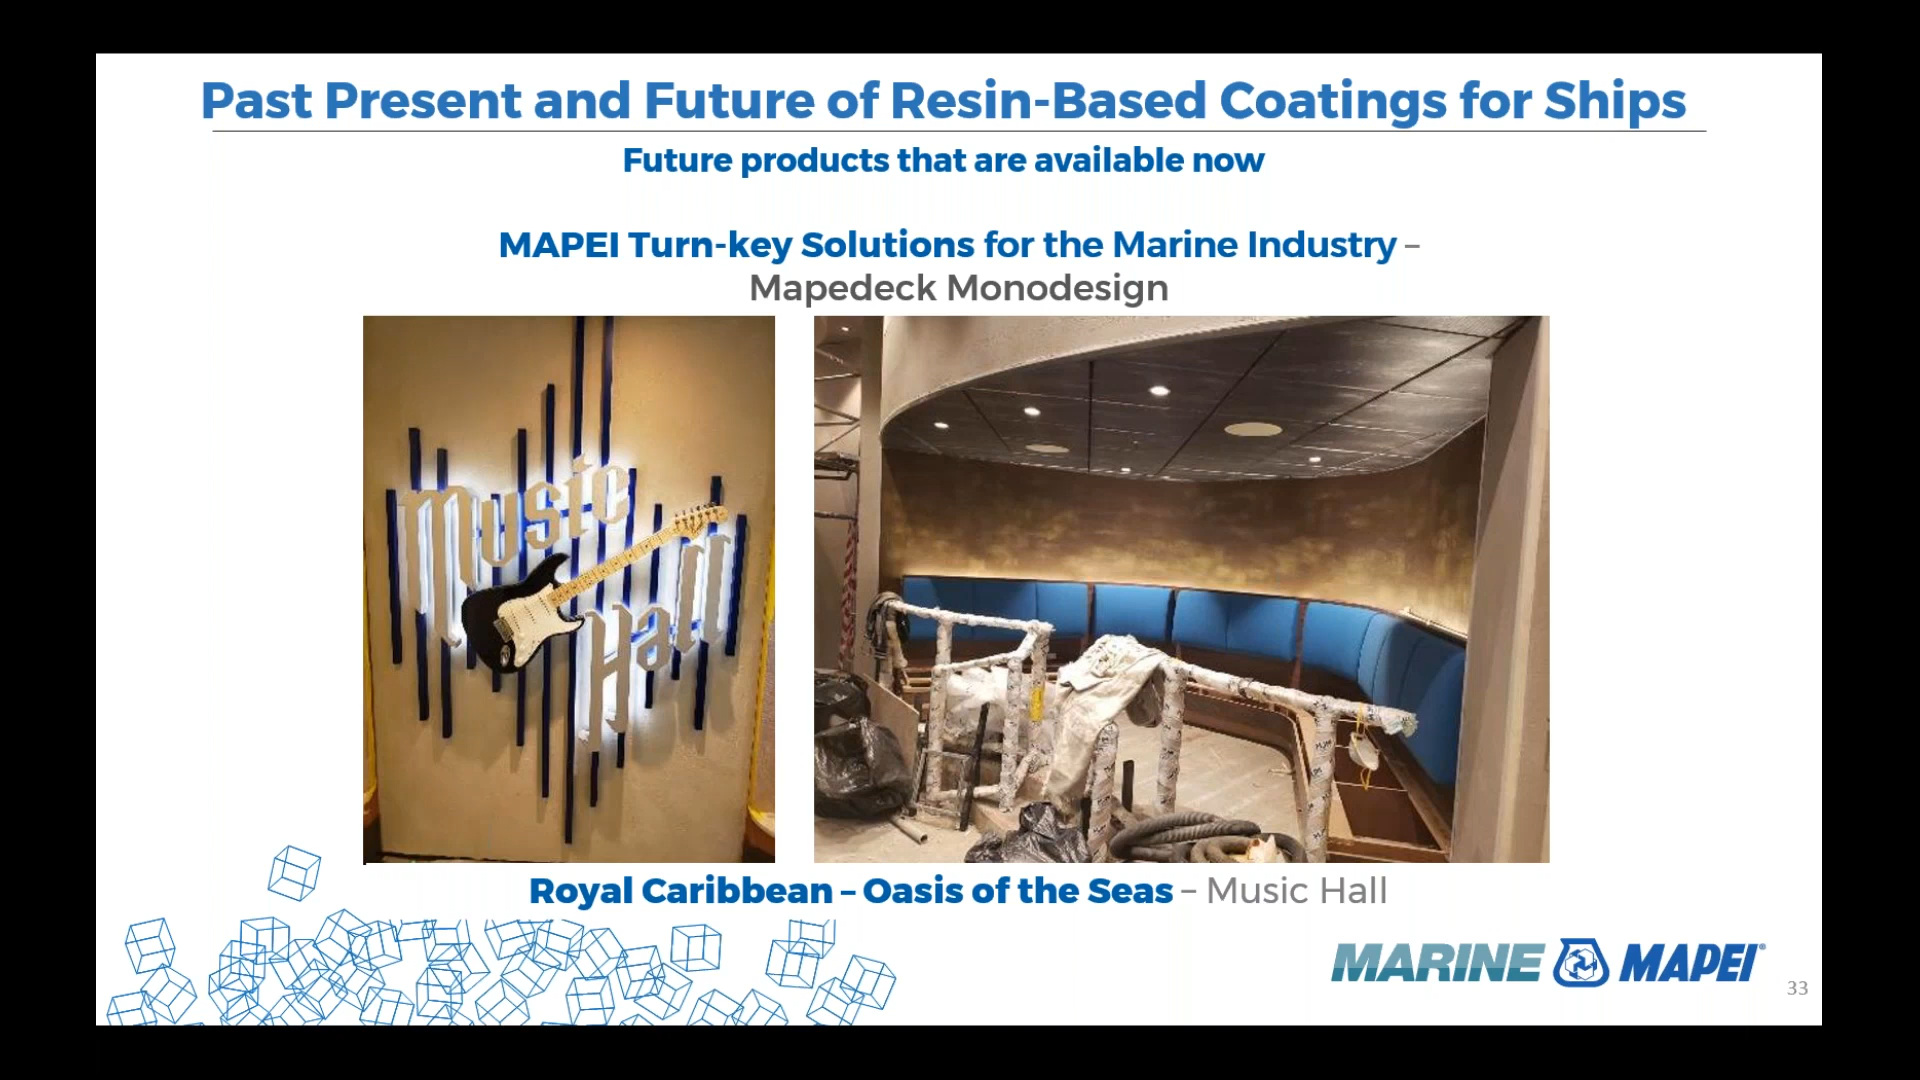 Past Present and Future of Resin-Based Coatings for Ships
Future products that are available now
MAPEI Turn-key Solutions for the Marine Industry –
Mapedeck Monodesign
Music
Hall
Royal Caribbean – Oasis of the Seas – Music Hall
MARINE MAPEI®
33